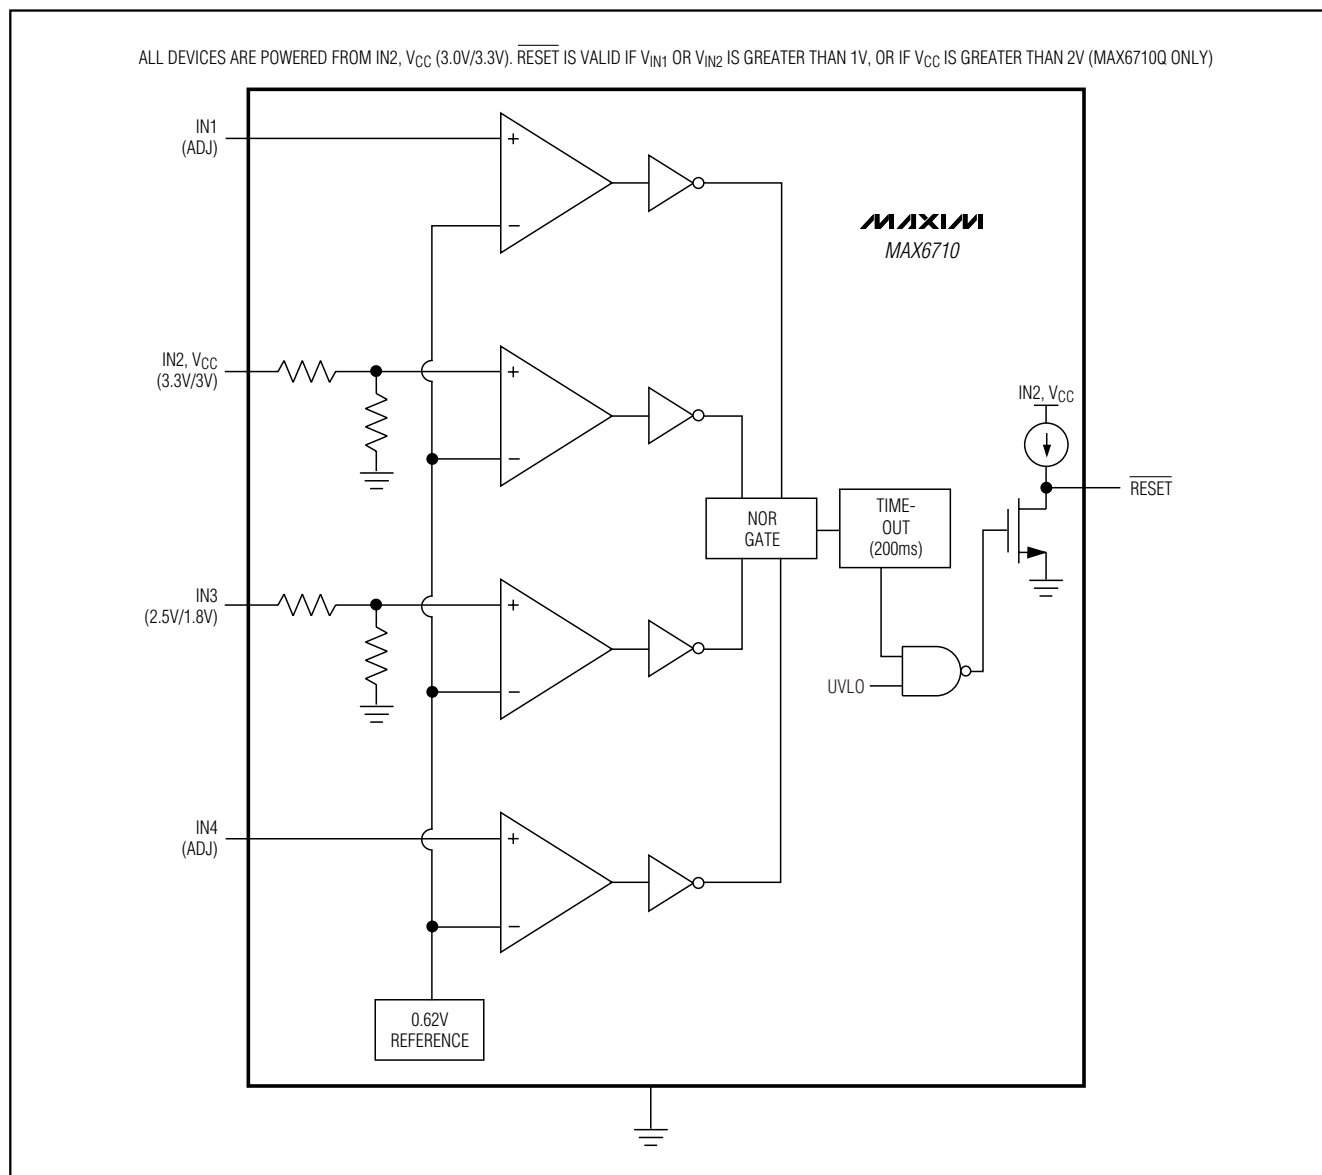 ALL DEVICES ARE POWERED FROM IN2, VCC (3.0V/3.3V). RESET IS VALID IF VIN1 OR VIN2 IS GREATER THAN 1V, OR IF VCC IS GREATER THAN 2V (MAX6710Q ONLY)
IN1
(ADJ)
+
−
MAXIM
MAX6710
IN2, VCC
(3.3V/3V)
+
−
IN2, VCC
RESET
NOR
GATE
TIME-
OUT
(200ms)
IN3
(2.5V/1.8V)
+
−
UVLO
IN4
(ADJ)
+
−
0.62V
REFERENCE